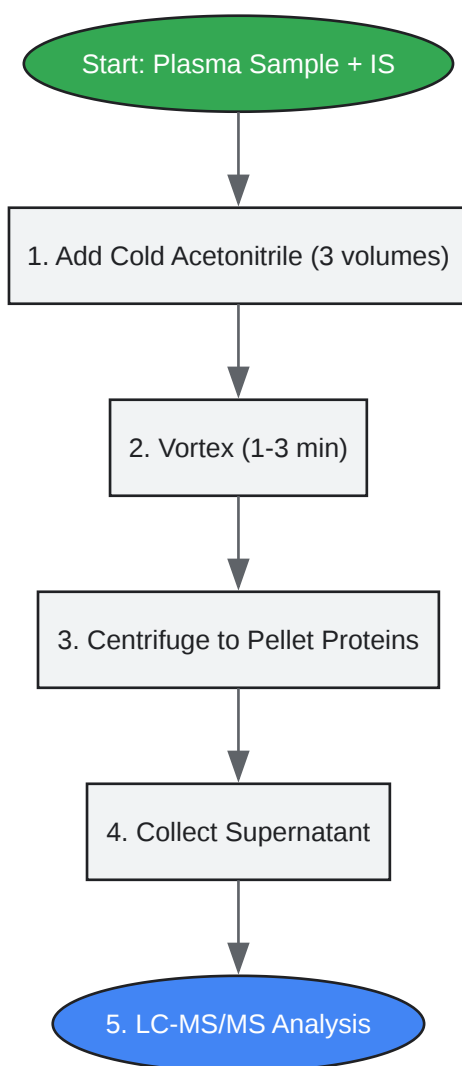 Start: Plasma Sample + IS
1. Add Cold Acetonitrile (3 volumes)
2. Vortex (1-3 min)
3. Centrifuge to Pellet Proteins
4. Collect Supernatant
5. LC-MS/MS Analysis